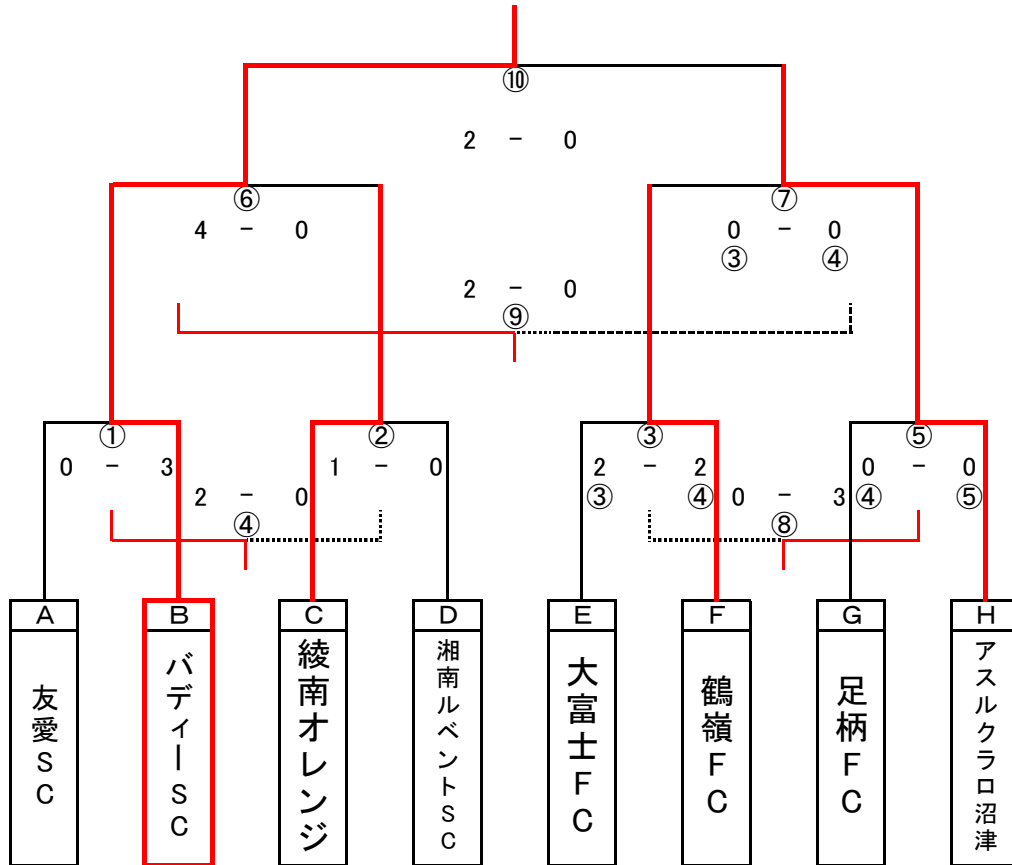 ⑩
2 - 0
⑥ ⑦
4 - 0 0 - 0
③ ④
2 - 0
⑨
① ② ③ ⑤
0 - 3 1 - 0 2 - 2 0 - 0
2 - 0 ③ ④ 0 - 3 ④ ⑤
④ ⑧
A B C D E F G H
友愛SC
バディーSC
綾南オレンジ
湘南ルベントSC
大富士FC
鶴嶺FC
足柄FC
アスルクラロ沼津